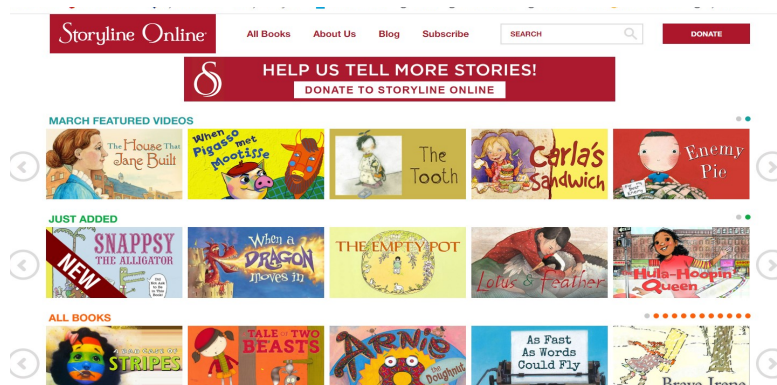 Storyline Online
All Books About Us Blog Subscribe SEARCH DONATE
HELP US TELL MORE STORIES!
DONATE TO STORYLINE ONLINE
MARCH FEATURED VIDEOS
The House That
Jane Built
When
Pigasso met
Mootisse
The
Tooth
Carla's
Sandwich
Enemy
Pie
JUST ADDED
SNAPPSY
THE ALLIGATOR
NEW
When a
DRAGON
Moves in
THE EMPTY POT
Lotus & Feather
Hula-Hoopin'
Queen
ALL BOOKS
A BAD CASE OF
STRIPES
TALE OF TWO
BEASTS
ARNIE
the
Doughnut
As Fast
As Words
Could Fly
Brave Irene